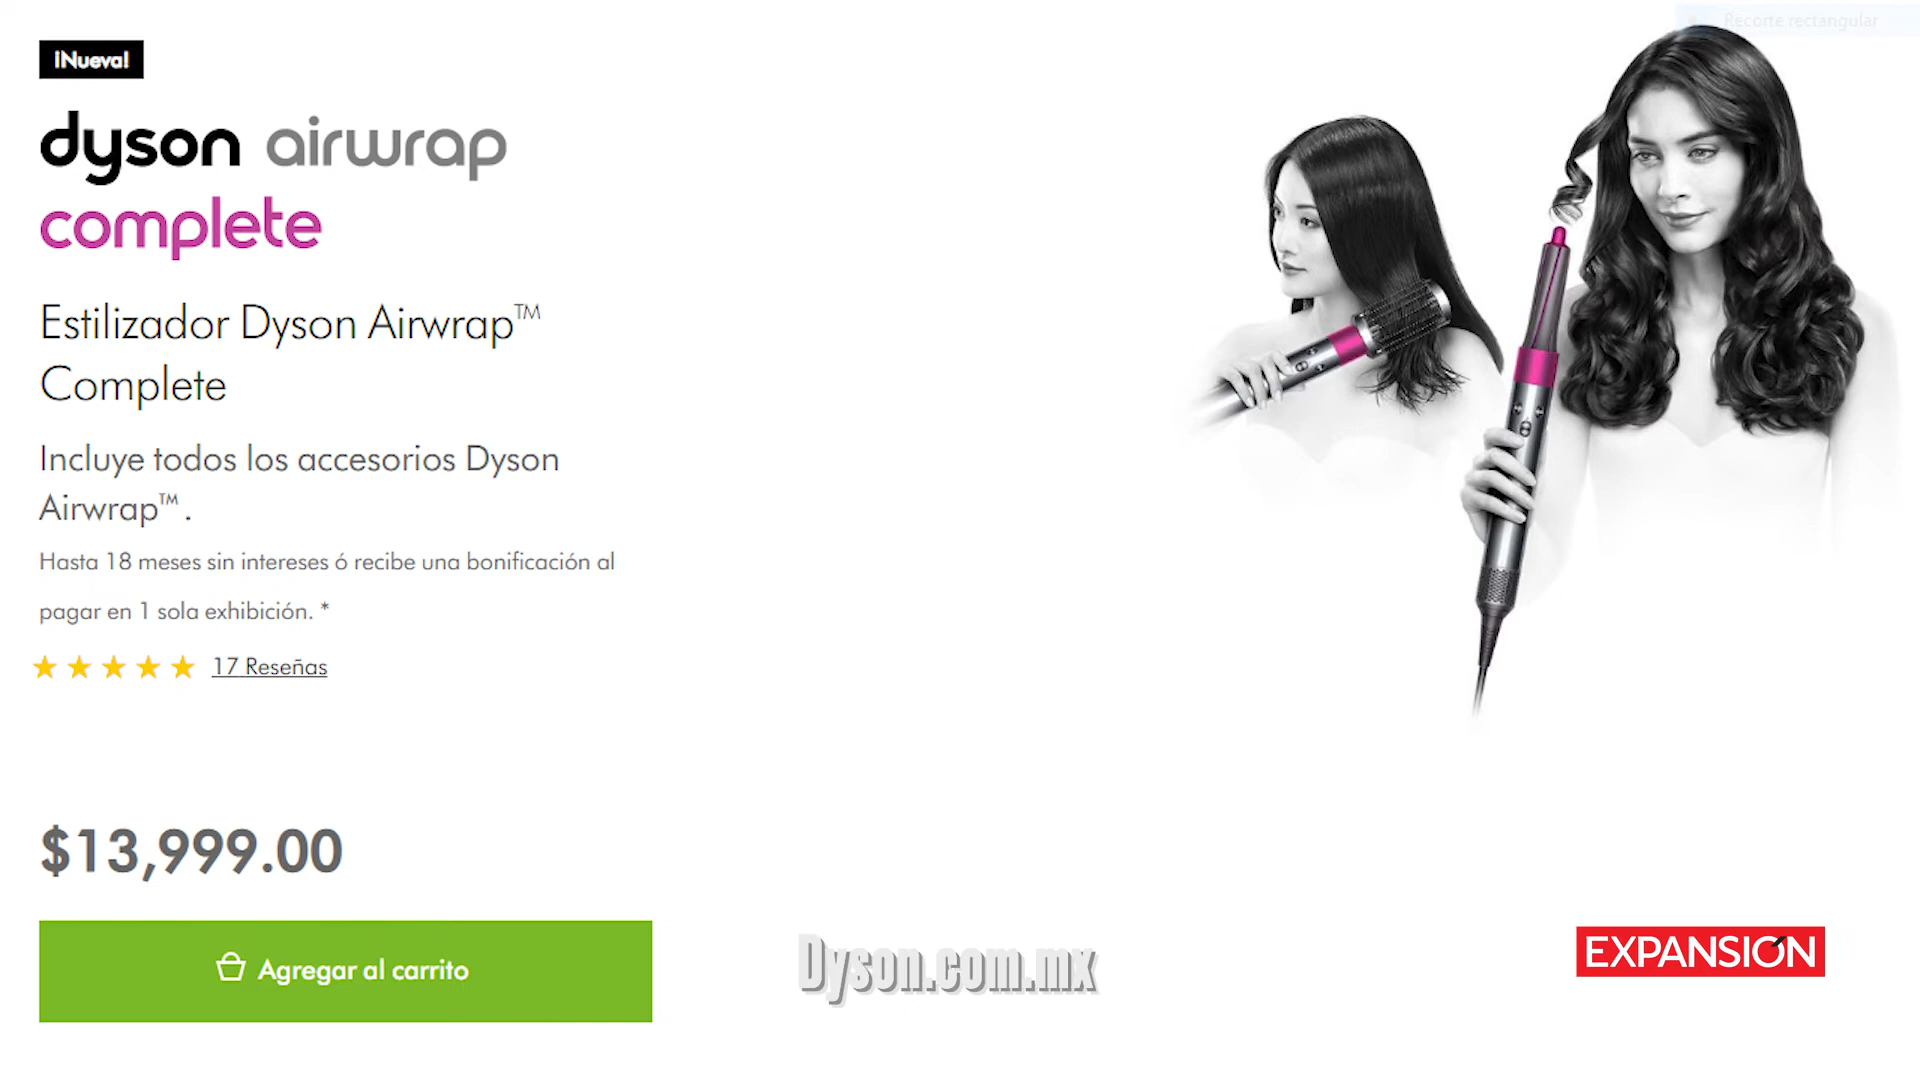 Recorte rectangular
¡Nueva!
dyson airwrap
complete
Estilizador Dyson Airwrap™
Complete
Incluye todos los accesorios Dyson
Airwrap™ .
Hasta 18 meses sin intereses ó recibe una bonificación al
pagar en 1 sola exhibición. *
17 Reseñas
$13,999.00
Agregar al carrito
Dyson.com.mx
EXPANSIÓN